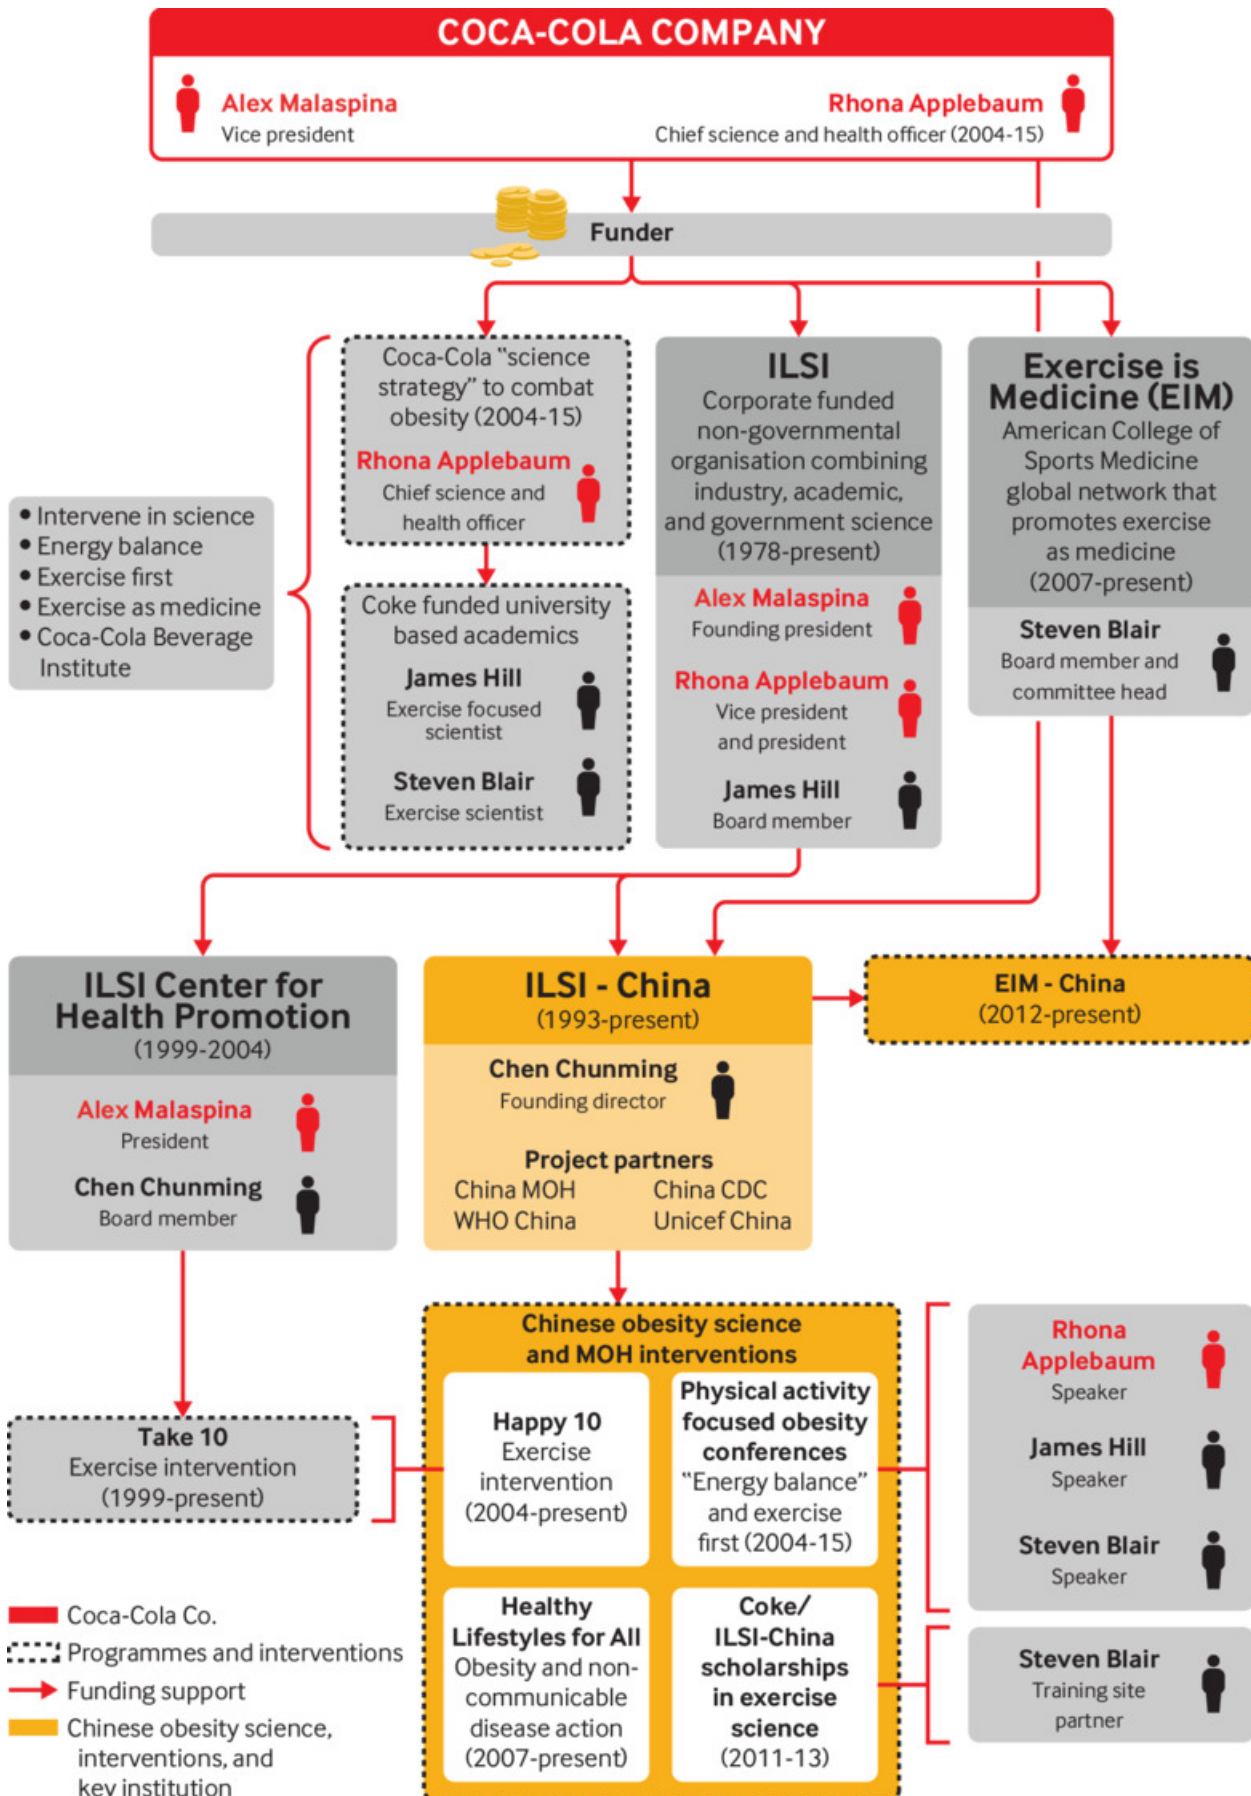 COCA-COLA COMPANY
Alex Malaspina
Vice president
Rhona Applebaum
Chief science and health officer (2004-15)
Funder
Coca-Cola "science
strategy" to combat
obesity (2004-15)
Rhona Applebaum
Chief science and
health officer
• Intervene in science
• Energy balance
• Exercise first
• Exercise as medicine
• Coca-Cola Beverage
Institute
Coke funded university
based academics
James Hill
Exercise focused
scientist
Steven Blair
Exercise scientist
ILSI
Corporate funded
non-governmental
organisation combining
industry, academic,
and government science
(1978-present)
Alex Malaspina
Founding president
Rhona Applebaum
Vice president
and president
James Hill
Board member
Exercise is
Medicine (EIM)
American College of
Sports Medicine
global network that
promotes exercise
as medicine
(2007-present)
Steven Blair
Board member and
committee head
ILSI Center for
Health Promotion
(1999-2004)
Alex Malaspina
President
Chen Chunming
Board member
ILSI - China
(1993-present)
Chen Chunming
Founding director
Project partners
China MOH
China CDC
WHO China
Unicef China
EIM - China
(2012-present)
Take 10
Exercise intervention
(1999-present)
Chinese obesity science
and MOH interventions
Happy 10
Exercise
intervention
(2004-present)
Physical activity
focused obesity
conferences
"Energy balance"
and exercise
first (2004-15)
Healthy
Lifestyles for All
Obesity and non-
communicable
disease action
(2007-present)
Coke/
ILSI-China
scholarships
in exercise
science
(2011-13)
Rhona
Applebaum
Speaker
James Hill
Speaker
Steven Blair
Speaker
Steven Blair
Training site
partner
Coca-Cola Co.
Programmes and interventions
Funding support
Chinese obesity science,
interventions, and
key institution